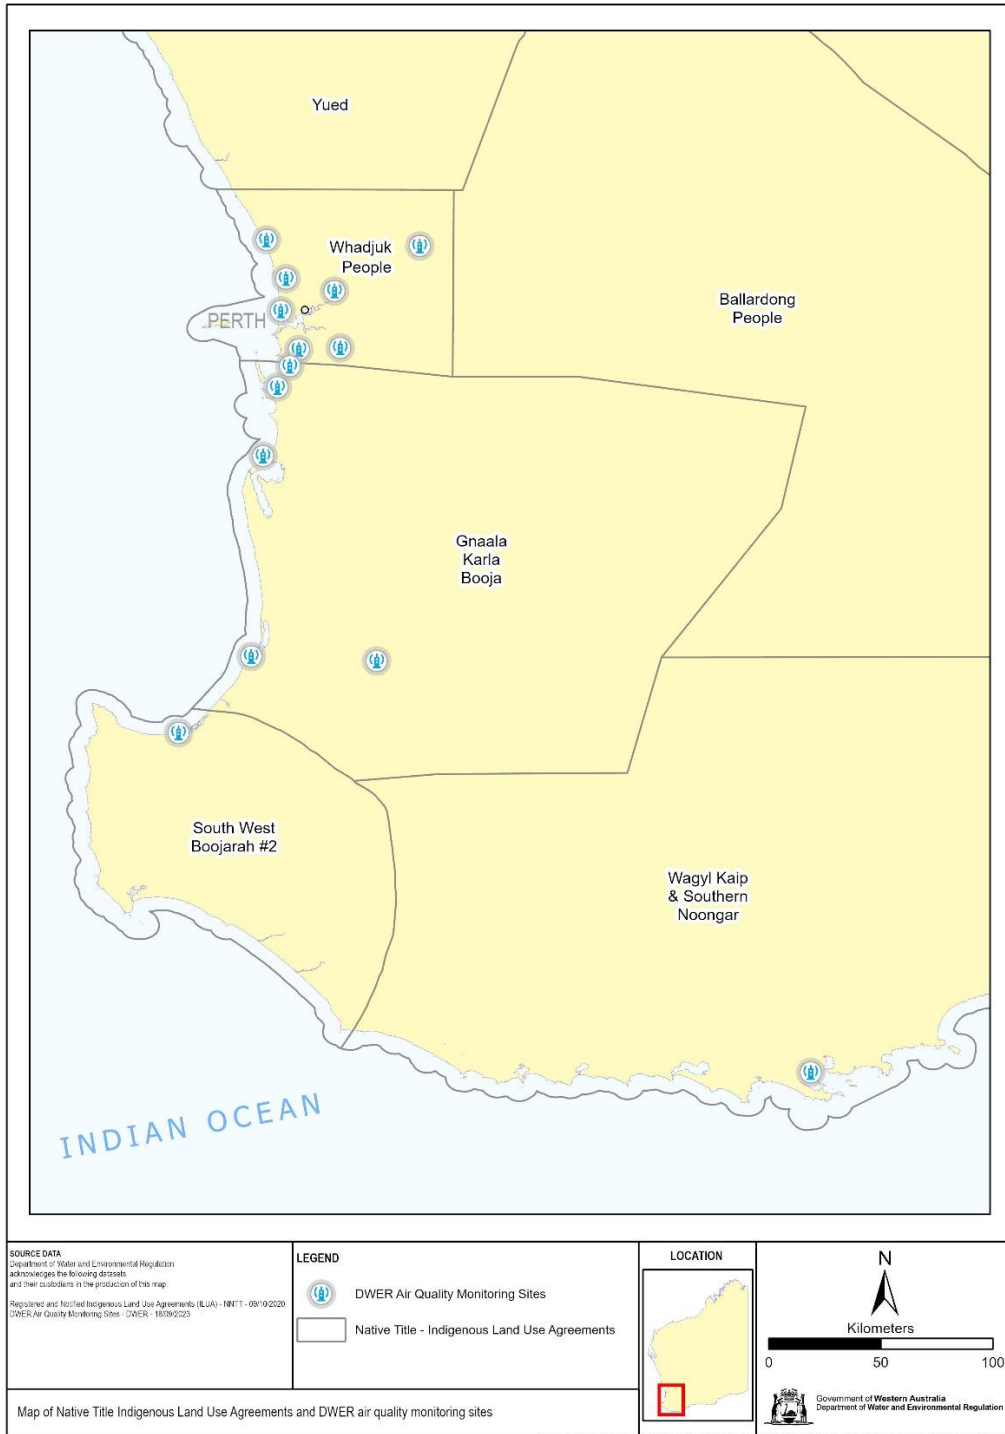 Yued
Whadjuk
People
PERTH
Ballardong
People
Gnaala
Karla
Booja
South West
Boojarah #2
Wagyl Kaip
& Southern
Noongar
INDIAN OCEAN
SOURCE DATA
Department of Water and Environmental Regulation
acknowledges the following datasets
and their custodians in the production of this map:
Registered and Notified Indigenous Land Use Agreements (ILUA) - NNTT - 09/10/2020
DWER Air Quality Monitoring Sites - DWER - 18/09/2023
LEGEND
DWER Air Quality Monitoring Sites
Native Title - Indigenous Land Use Agreements
LOCATION
N
Kilometers
0 50 100
Government of Western Australia
Department of Water and Environmental Regulation
Map of Native Title Indigenous Land Use Agreements and DWER air quality monitoring sites